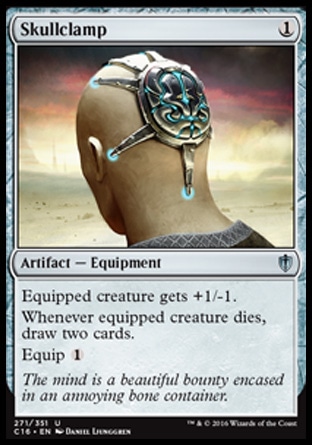 Skullclamp 1
Artifact — Equipment
Equipped creature gets +1/-1.
Whenever equipped creature dies,
draw two cards.
Equip 1
The mind is a beautiful bounty encased
in an annoying bone container.
271/351 U
C16 • EN Daniel Ljunggren
™ & © 2016 Wizards of the Coast